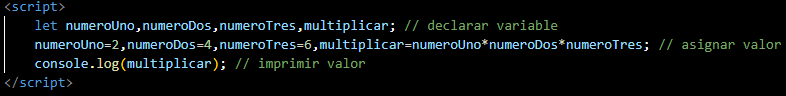 <script>
let numeroUno,numeroDos,numeroTres,multiplicar; // declarar variable
numeroUno=2,numeroDos=4,numeroTres=6,multiplicar=numeroUno*numeroDos*numeroTres; // asignar valor
console.log(multiplicar); // imprimir valor
</script>